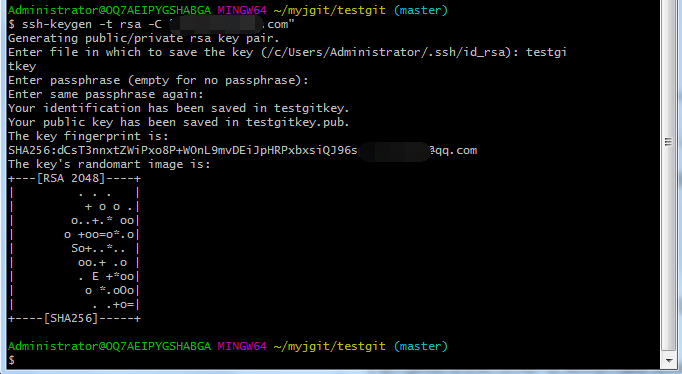 Administrator@OQ7AEIPYGSHABGA MINGW64 ~/myjgit/testgit (master)
$ ssh-keygen -t rsa -C " .com"
Generating public/private rsa key pair.
Enter file in which to save the key (/c/Users/Administrator/.ssh/id_rsa): testgi
tkey
Enter passphrase (empty for no passphrase):
Enter same passphrase again:
Your identification has been saved in testgitkey.
Your public key has been saved in testgitkey.pub.
The key fingerprint is:
SHA256:dCsT3nnxtZWiPxo8P+W0nL9mvDEiJpHRPxbxsiQJ96s @qq.com
The key's randomart image is:
+---[RSA 2048]----+
|        . . .   |
|         + o o .|
|       o..+.* oo|
|      o +oo=o*.o|
|       So+..*.. |
|        oo.+ .o |
|        . E +*oo|
|         o *.oOo|
|          . .+o=|
+----[SHA256]-----+
Administrator@OQ7AEIPYGSHABGA MINGW64 ~/myjgit/testgit (master)
$